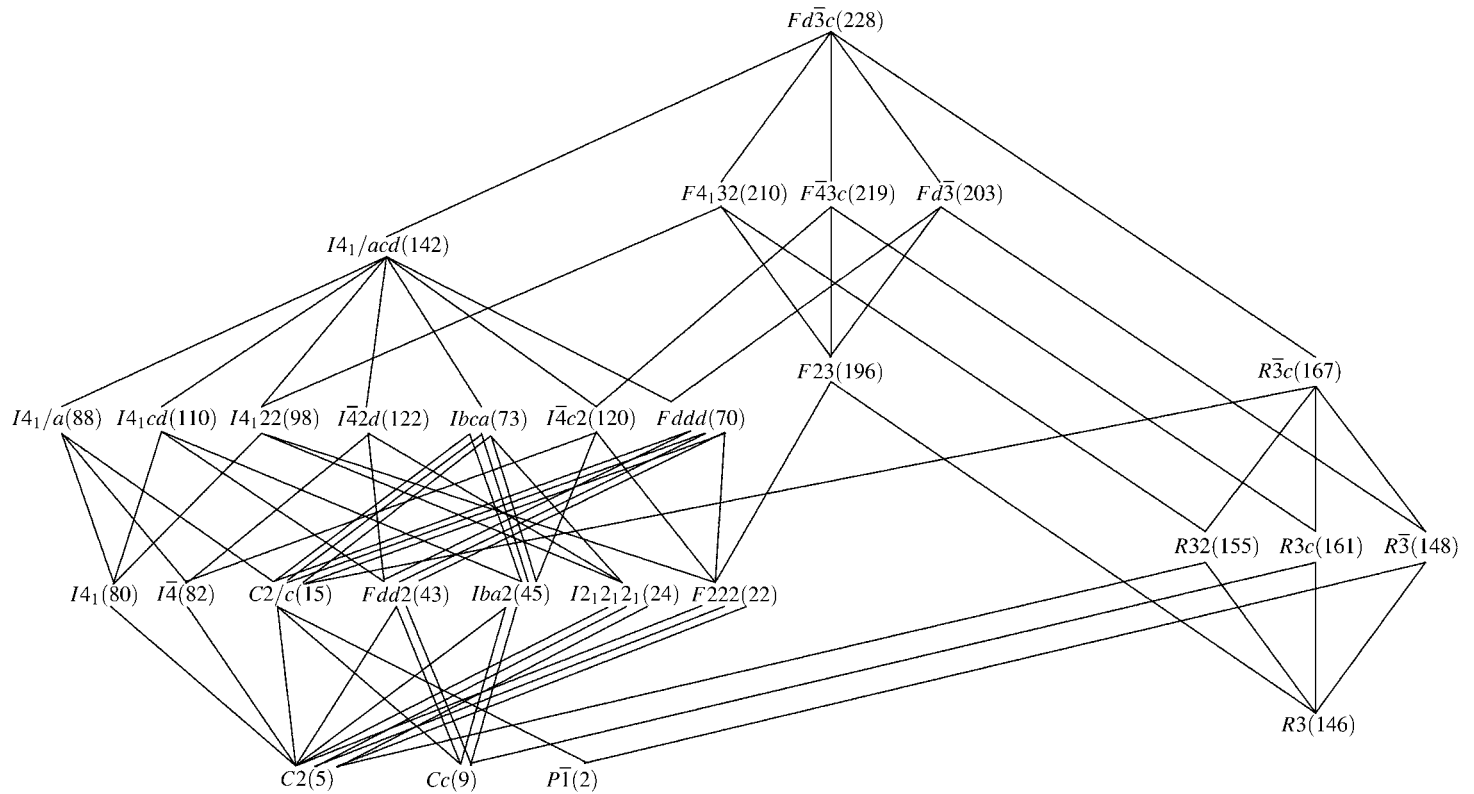 Fd3̅c(228)
F4₁32(210) F4̅3c(219) Fd3̅(203)
I4₁/acd(142)
F23(196) R3̅c(167)
I4₁/a(88) I4₁cd(110) I4₁22(98) I4̅2d(122) Ibca(73) I4̅c2(120) Fddd(70)
R32(155) R3c(161) R3̅(148)
I4₁(80) I4̅(82) C2/c(15) Fdd2(43) Iba2(45) I2₁2₁2₁(24) F222(22)
R3(146)
C2(5) Cc(9) P1̅(2)